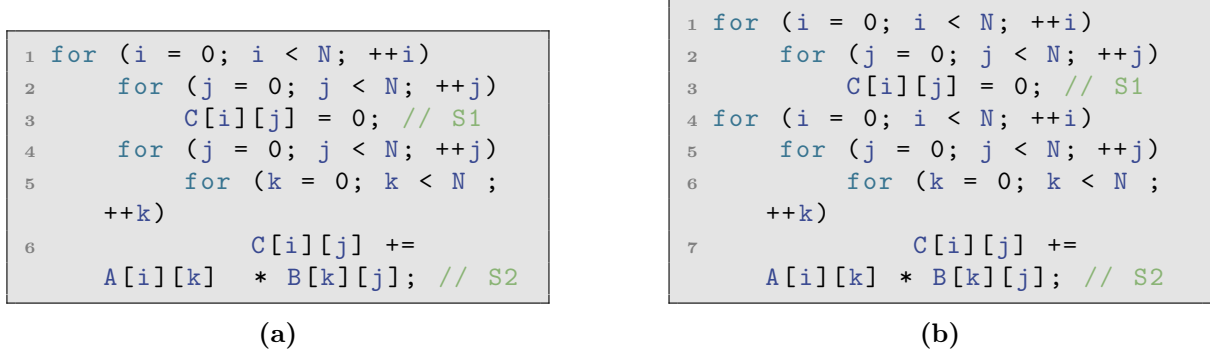 1 for (i = 0; i < N; ++i)
2 for (j = 0; j < N; ++j)
3 C[i][j] = 0; // S1
4 for (j = 0; j < N; ++j)
5 for (k = 0; k < N ;
++k)
6 C[i][j] +=
A[i][k] * B[k][j]; // S2
(a)
1 for (i = 0; i < N; ++i)
2 for (j = 0; j < N; ++j)
3 C[i][j] = 0; // S1
4 for (i = 0; i < N; ++i)
5 for (j = 0; j < N; ++j)
6 for (k = 0; k < N ;
++k)
7 C[i][j] +=
A[i][k] * B[k][j]; // S2
(b)